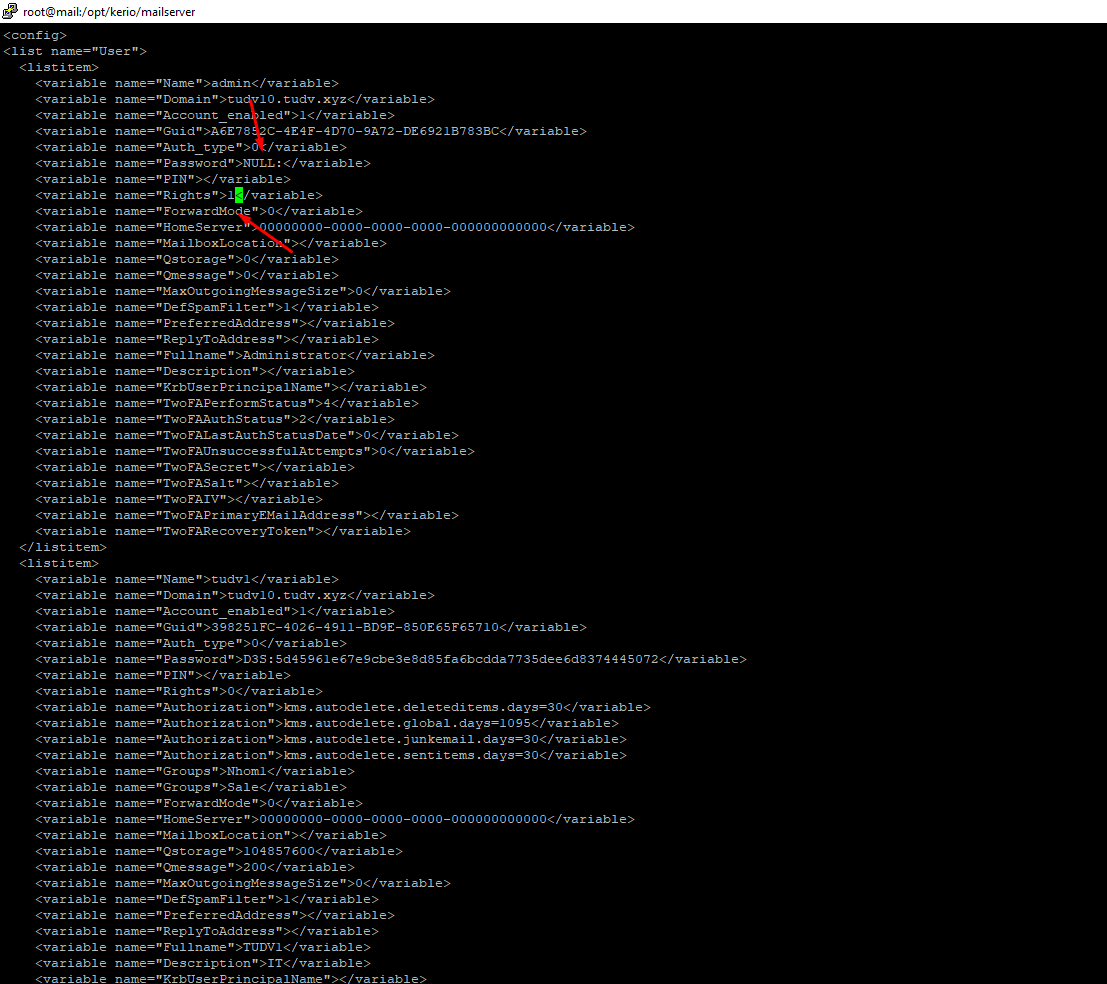 root@mail:/opt/kerio/mailserver
<config>
<list name="User">
<listitem>
<variable name="Name">admin</variable>
<variable name="Domain">tudv10.tudv.xyz</variable>
<variable name="Account_enabled">1</variable>
<variable name="Guid">A6E7852C-4E4F-4D70-9A72-DE6921B783BC</variable>
<variable name="Auth_type">0</variable>
<variable name="Password">NULL:</variable>
<variable name="PIN"></variable>
<variable name="Rights">1</variable>
<variable name="ForwardMode">0</variable>
<variable name="HomeServer">00000000-0000-0000-0000-000000000000</variable>
<variable name="MailboxLocation"></variable>
<variable name="Qstorage">0</variable>
<variable name="Qmessage">0</variable>
<variable name="MaxOutgoingMessageSize">0</variable>
<variable name="DefSpamFilter">1</variable>
<variable name="PreferredAddress"></variable>
<variable name="ReplyToAddress"></variable>
<variable name="Fullname">Administrator</variable>
<variable name="Description"></variable>
<variable name="KrbUserPrincipalName"></variable>
<variable name="TwoFAPerformStatus">4</variable>
<variable name="TwoFAAuthStatus">2</variable>
<variable name="TwoFALastAuthStatusDate">0</variable>
<variable name="TwoFAUnsuccessfulAttempts">0</variable>
<variable name="TwoFASecret"></variable>
<variable name="TwoFASalt"></variable>
<variable name="TwoFAIV"></variable>
<variable name="TwoFAPrimaryEMailAddress"></variable>
<variable name="TwoFARecoveryToken"></variable>
</listitem>
<listitem>
<variable name="Name">tudv1</variable>
<variable name="Domain">tudv10.tudv.xyz</variable>
<variable name="Account_enabled">1</variable>
<variable name="Guid">398251FC-4026-4911-BD9E-850E65F65710</variable>
<variable name="Auth_type">0</variable>
<variable name="Password">D3S:5d45961e67e9cbe3e8d85fa6bcdda7735dee6d8374445072</variable>
<variable name="PIN"></variable>
<variable name="Rights">0</variable>
<variable name="Authorization">kms.autodelete.deleteditems.days=30</variable>
<variable name="Authorization">kms.autodelete.global.days=1095</variable>
<variable name="Authorization">kms.autodelete.junkemail.days=30</variable>
<variable name="Authorization">kms.autodelete.sentitems.days=30</variable>
<variable name="Groups">Nhom1</variable>
<variable name="Groups">Sale</variable>
<variable name="ForwardMode">0</variable>
<variable name="HomeServer">00000000-0000-0000-0000-000000000000</variable>
<variable name="MailboxLocation"></variable>
<variable name="Qstorage">104857600</variable>
<variable name="Qmessage">200</variable>
<variable name="MaxOutgoingMessageSize">0</variable>
<variable name="DefSpamFilter">1</variable>
<variable name="PreferredAddress"></variable>
<variable name="ReplyToAddress"></variable>
<variable name="Fullname">TUDV1</variable>
<variable name="Description">IT</variable>
<variable name="KrbUserPrincipalName"></variable>